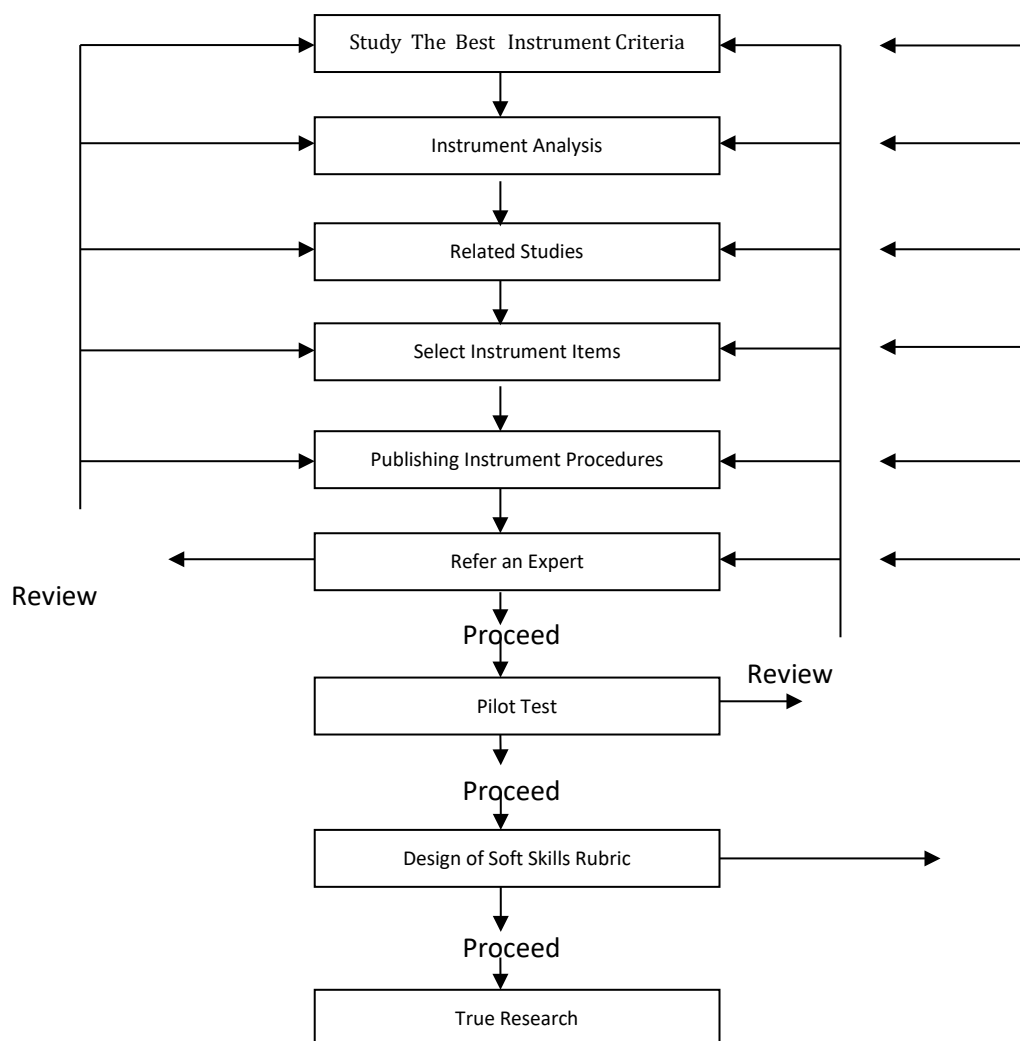 Study The Best Instrument Criteria
Instrument Analysis
Related Studies
Select Instrument Items
Publishing Instrument Procedures
Refer an Expert
Review
Proceed
Review
Pilot Test
Proceed
Design of Soft Skills Rubric
Proceed
True Research